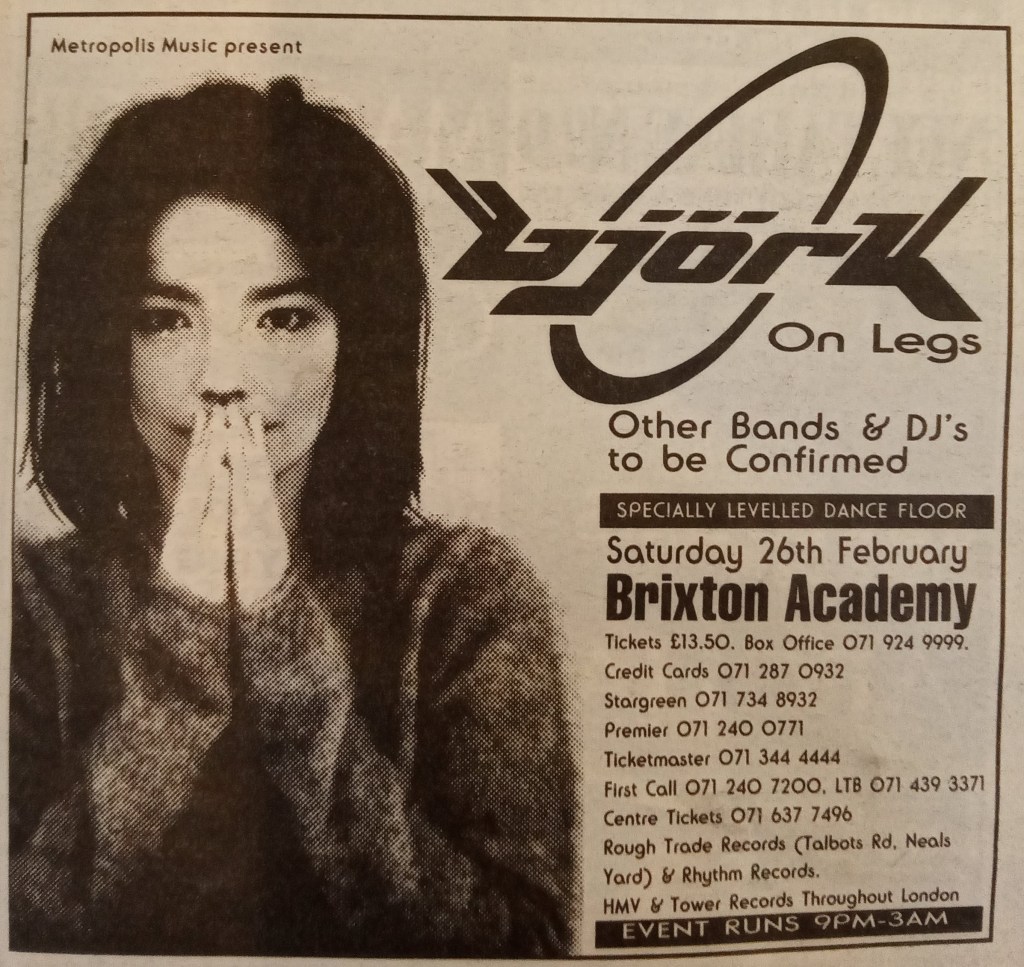 Metropolis Music present
björk
On Legs
Other Bands & DJ's
to be Confirmed
SPECIALLY LEVELLED DANCE FLOOR
Saturday 26th February
Brixton Academy
Tickets £13.50. Box Office 071 924 9999.
Credit Cards 071 287 0932
Stargreen 071 734 8932
Premier 071 240 0771
Ticketmaster 071 344 4444
First Call 071 240 7200, LTB 071 439 3371
Centre Tickets 071 637 7496
Rough Trade Records (Talbots Rd, Neals
Yard) & Rhythm Records.
HMV & Tower Records Throughout London
EVENT RUNS 9PM-3AM